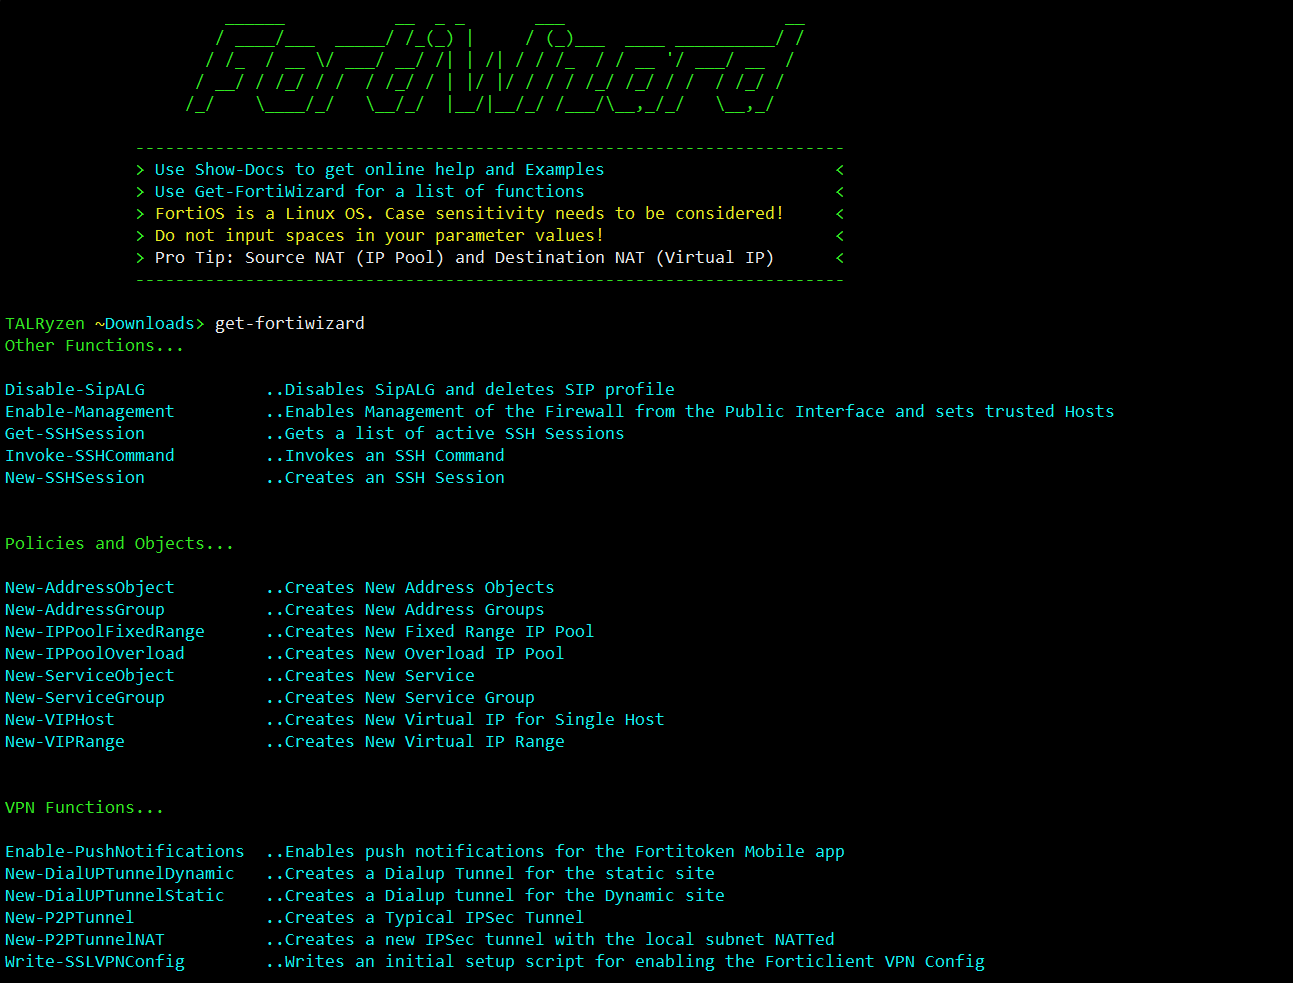 FortiWizard
> Use Show-Docs to get online help and Examples <
> Use Get-FortiWizard for a list of functions <
> FortiOS is a Linux OS. Case sensitivity needs to be considered! <
> Do not input spaces in your parameter values! <
> Pro Tip: Source NAT (IP Pool) and Destination NAT (Virtual IP) <
TALRyzen ~Downloads> get-fortiwizard
Other Functions...
Disable-SipALG ..Disables SipALG and deletes SIP profile
Enable-Management ..Enables Management of the Firewall from the Public Interface and sets trusted Hosts
Get-SSHSession ..Gets a list of active SSH Sessions
Invoke-SSHCommand ..Invokes an SSH Command
New-SSHSession ..Creates an SSH Session
Policies and Objects...
New-AddressObject ..Creates New Address Objects
New-AddressGroup ..Creates New Address Groups
New-IPPoolFixedRange ..Creates New Fixed Range IP Pool
New-IPPoolOverload ..Creates New Overload IP Pool
New-ServiceObject ..Creates New Service
New-ServiceGroup ..Creates New Service Group
New-VIPHost ..Creates New Virtual IP for Single Host
New-VIPRange ..Creates New Virtual IP Range
VPN Functions...
Enable-PushNotifications ..Enables push notifications for the Fortitoken Mobile app
New-DialUPTunnelDynamic ..Creates a Dialup Tunnel for the static site
New-DialUPTunnelStatic ..Creates a Dialup tunnel for the Dynamic site
New-P2PTunnel ..Creates a Typical IPSec Tunnel
New-P2PTunnelNAT ..Creates a new IPSec tunnel with the local subnet NATTed
Write-SSLVPNConfig ..Writes an initial setup script for enabling the Forticlient VPN Config